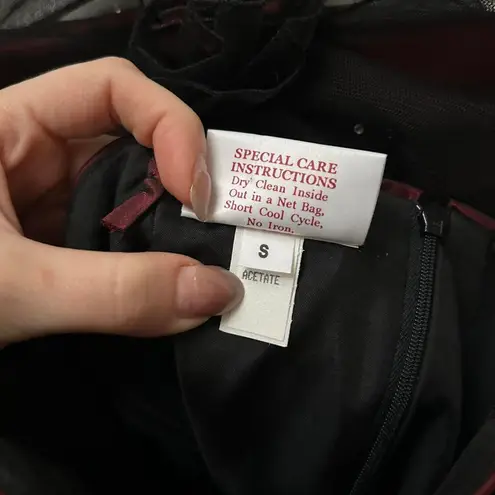 SPECIAL CARE
INSTRUCTIONS
Dry Clean Inside
Out in a Net Bag,
Short Cool Cycle,
No Iron.
S
ACETATE